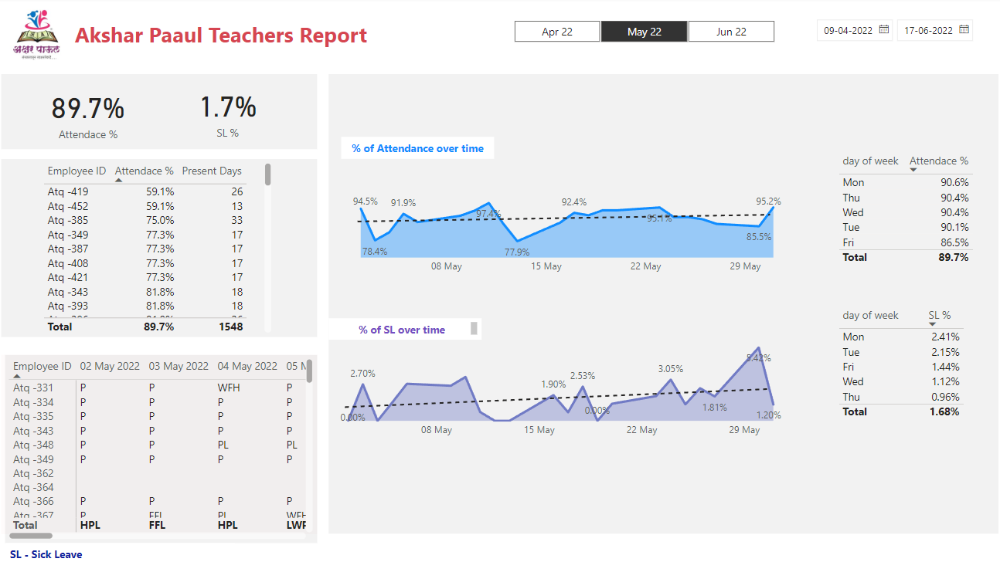 अक्षर पाऊल
Akshar Paaul Teachers Report
Apr 22 May 22 Jun 22
09-04-2022 17-06-2022
89.7% 1.7%
Attendace % SL %
Employee ID Attendace % Present Days
Atq -419 59.1% 26
Atq -452 59.1% 13
Atq -385 75.0% 33
Atq -349 77.3% 17
Atq -387 77.3% 17
Atq -408 77.3% 17
Atq -421 77.3% 17
Atq -343 81.8% 18
Atq -393 81.8% 18
Total 89.7% 1548
Employee ID 02 May 2022 03 May 2022 04 May 2022 05 M
Atq -331 P P WFH P
Atq -334 P P P P
Atq -335 P P P P
Atq -343 P P P P
Atq -348 P P PL PL
Atq -349 P P P P
Atq -362
Atq -364
Atq -366 P P P P
Atq -367 P FFL PL WFH
Total HPL FFL HPL LWP
SL - Sick Leave
% of Attendance over time
94.5% 91.9% 97.4% 92.4% 95.1% 95.2%
78.4% 77.9% 85.5%
08 May 15 May 22 May 29 May
% of SL over time
2.70% 1.90% 2.53% 3.05% 5.42%
0.00% 0.00% 1.81% 1.20%
08 May 15 May 22 May 29 May
day of week Attendace %
Mon 90.6%
Thu 90.4%
Wed 90.4%
Tue 90.1%
Fri 86.5%
Total 89.7%
day of week SL %
Mon 2.41%
Tue 2.15%
Fri 1.44%
Wed 1.12%
Thu 0.96%
Total 1.68%